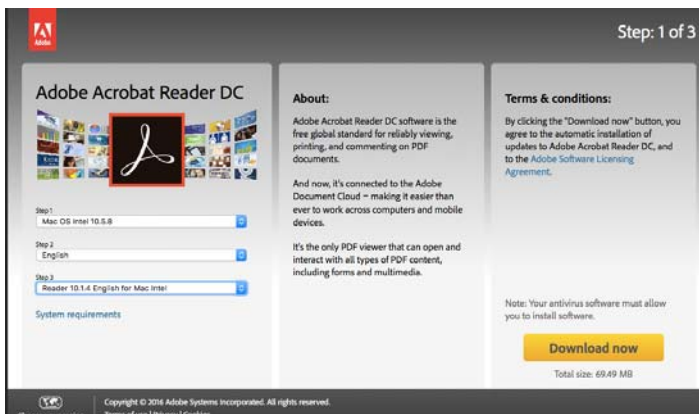 Adobe
Step: 1 of 3
Adobe Acrobat Reader DC
Step 1
Mac OS Intel 10.5.8
Step 2
English
Step 3
Reader 10.1.4 English for Mac Intel
System requirements
About:
Adobe Acrobat Reader DC software is the
free global standard for reliably viewing,
printing, and commenting on PDF
documents.
And now, it's connected to the Adobe
Document Cloud – making it easier than
ever to work across computers and mobile
devices.
It's the only PDF viewer that can open and
interact with all types of PDF content,
including forms and multimedia.
Terms & conditions:
By clicking the "Download now" button, you
agree to the automatic installation of
updates to Adobe Acrobat Reader DC, and
to the Adobe Software Licensing
Agreement.
Note: Your antivirus software must allow
you to install software.
Download now
Total size: 69.49 MB
Copyright © 2016 Adobe Systems Incorporated. All rights reserved.
Terms of use | Privacy | Cookies